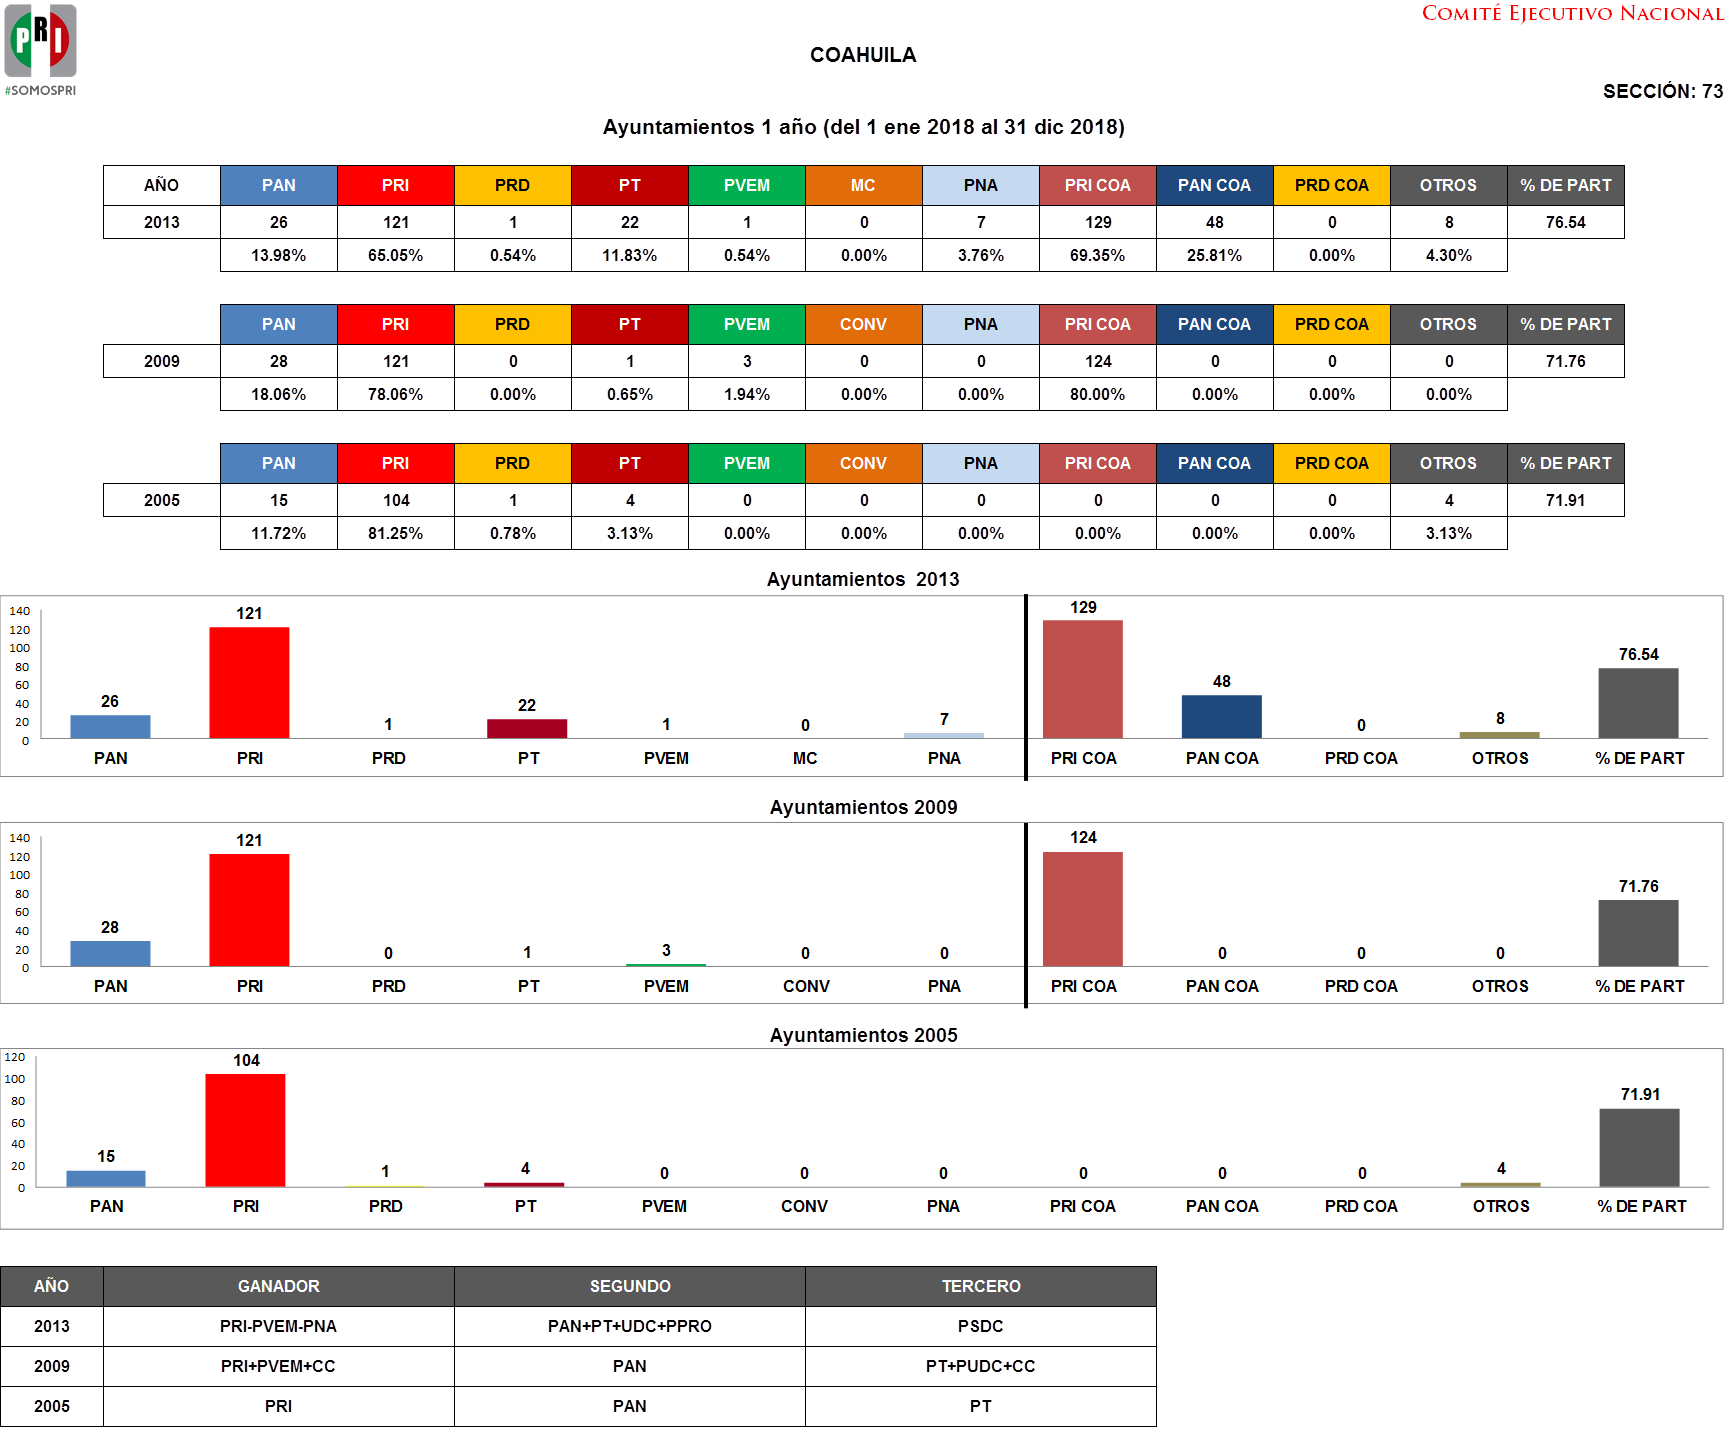 COMITÉ EJECUTIVO NACIONAL
PRI
#SOMOSPRI
COAHUILA
SECCIÓN: 73
Ayuntamientos 1 año (del 1 ene 2018 al 31 dic 2018)
AÑO PAN PRI PRD PT PVEM MC PNA PRI COA PAN COA PRD COA OTROS % DE PART
2013 26 121 1 22 1 0 7 129 48 0 8 76.54
13.98% 65.05% 0.54% 11.83% 0.54% 0.00% 3.76% 69.35% 25.81% 0.00% 4.30%
PAN PRI PRD PT PVEM CONV PNA PRI COA PAN COA PRD COA OTROS % DE PART
2009 28 121 0 1 3 0 0 124 0 0 0 71.76
18.06% 78.06% 0.00% 0.65% 1.94% 0.00% 0.00% 80.00% 0.00% 0.00% 0.00%
PAN PRI PRD PT PVEM CONV PNA PRI COA PAN COA PRD COA OTROS % DE PART
2005 15 104 1 4 0 0 0 0 0 0 4 71.91
11.72% 81.25% 0.78% 3.13% 0.00% 0.00% 0.00% 0.00% 0.00% 0.00% 3.13%
Ayuntamientos 2013
140
120
100
80
60
40
20
0
26 121 1 22 1 0 7 129 48 0 8 76.54
PAN PRI PRD PT PVEM MC PNA PRI COA PAN COA PRD COA OTROS % DE PART
Ayuntamientos 2009
140
120
100
80
60
40
20
0
28 121 0 1 3 0 0 124 0 0 0 71.76
PAN PRI PRD PT PVEM CONV PNA PRI COA PAN COA PRD COA OTROS % DE PART
Ayuntamientos 2005
120
100
80
60
40
20
0
15 104 1 4 0 0 0 0 0 0 4 71.91
PAN PRI PRD PT PVEM CONV PNA PRI COA PAN COA PRD COA OTROS % DE PART
AÑO GANADOR SEGUNDO TERCERO
2013 PRI-PVEM-PNA PAN+PT+UDC+PPRO PSDC
2009 PRI+PVEM+CC PAN PT+PUDC+CC
2005 PRI PAN PT